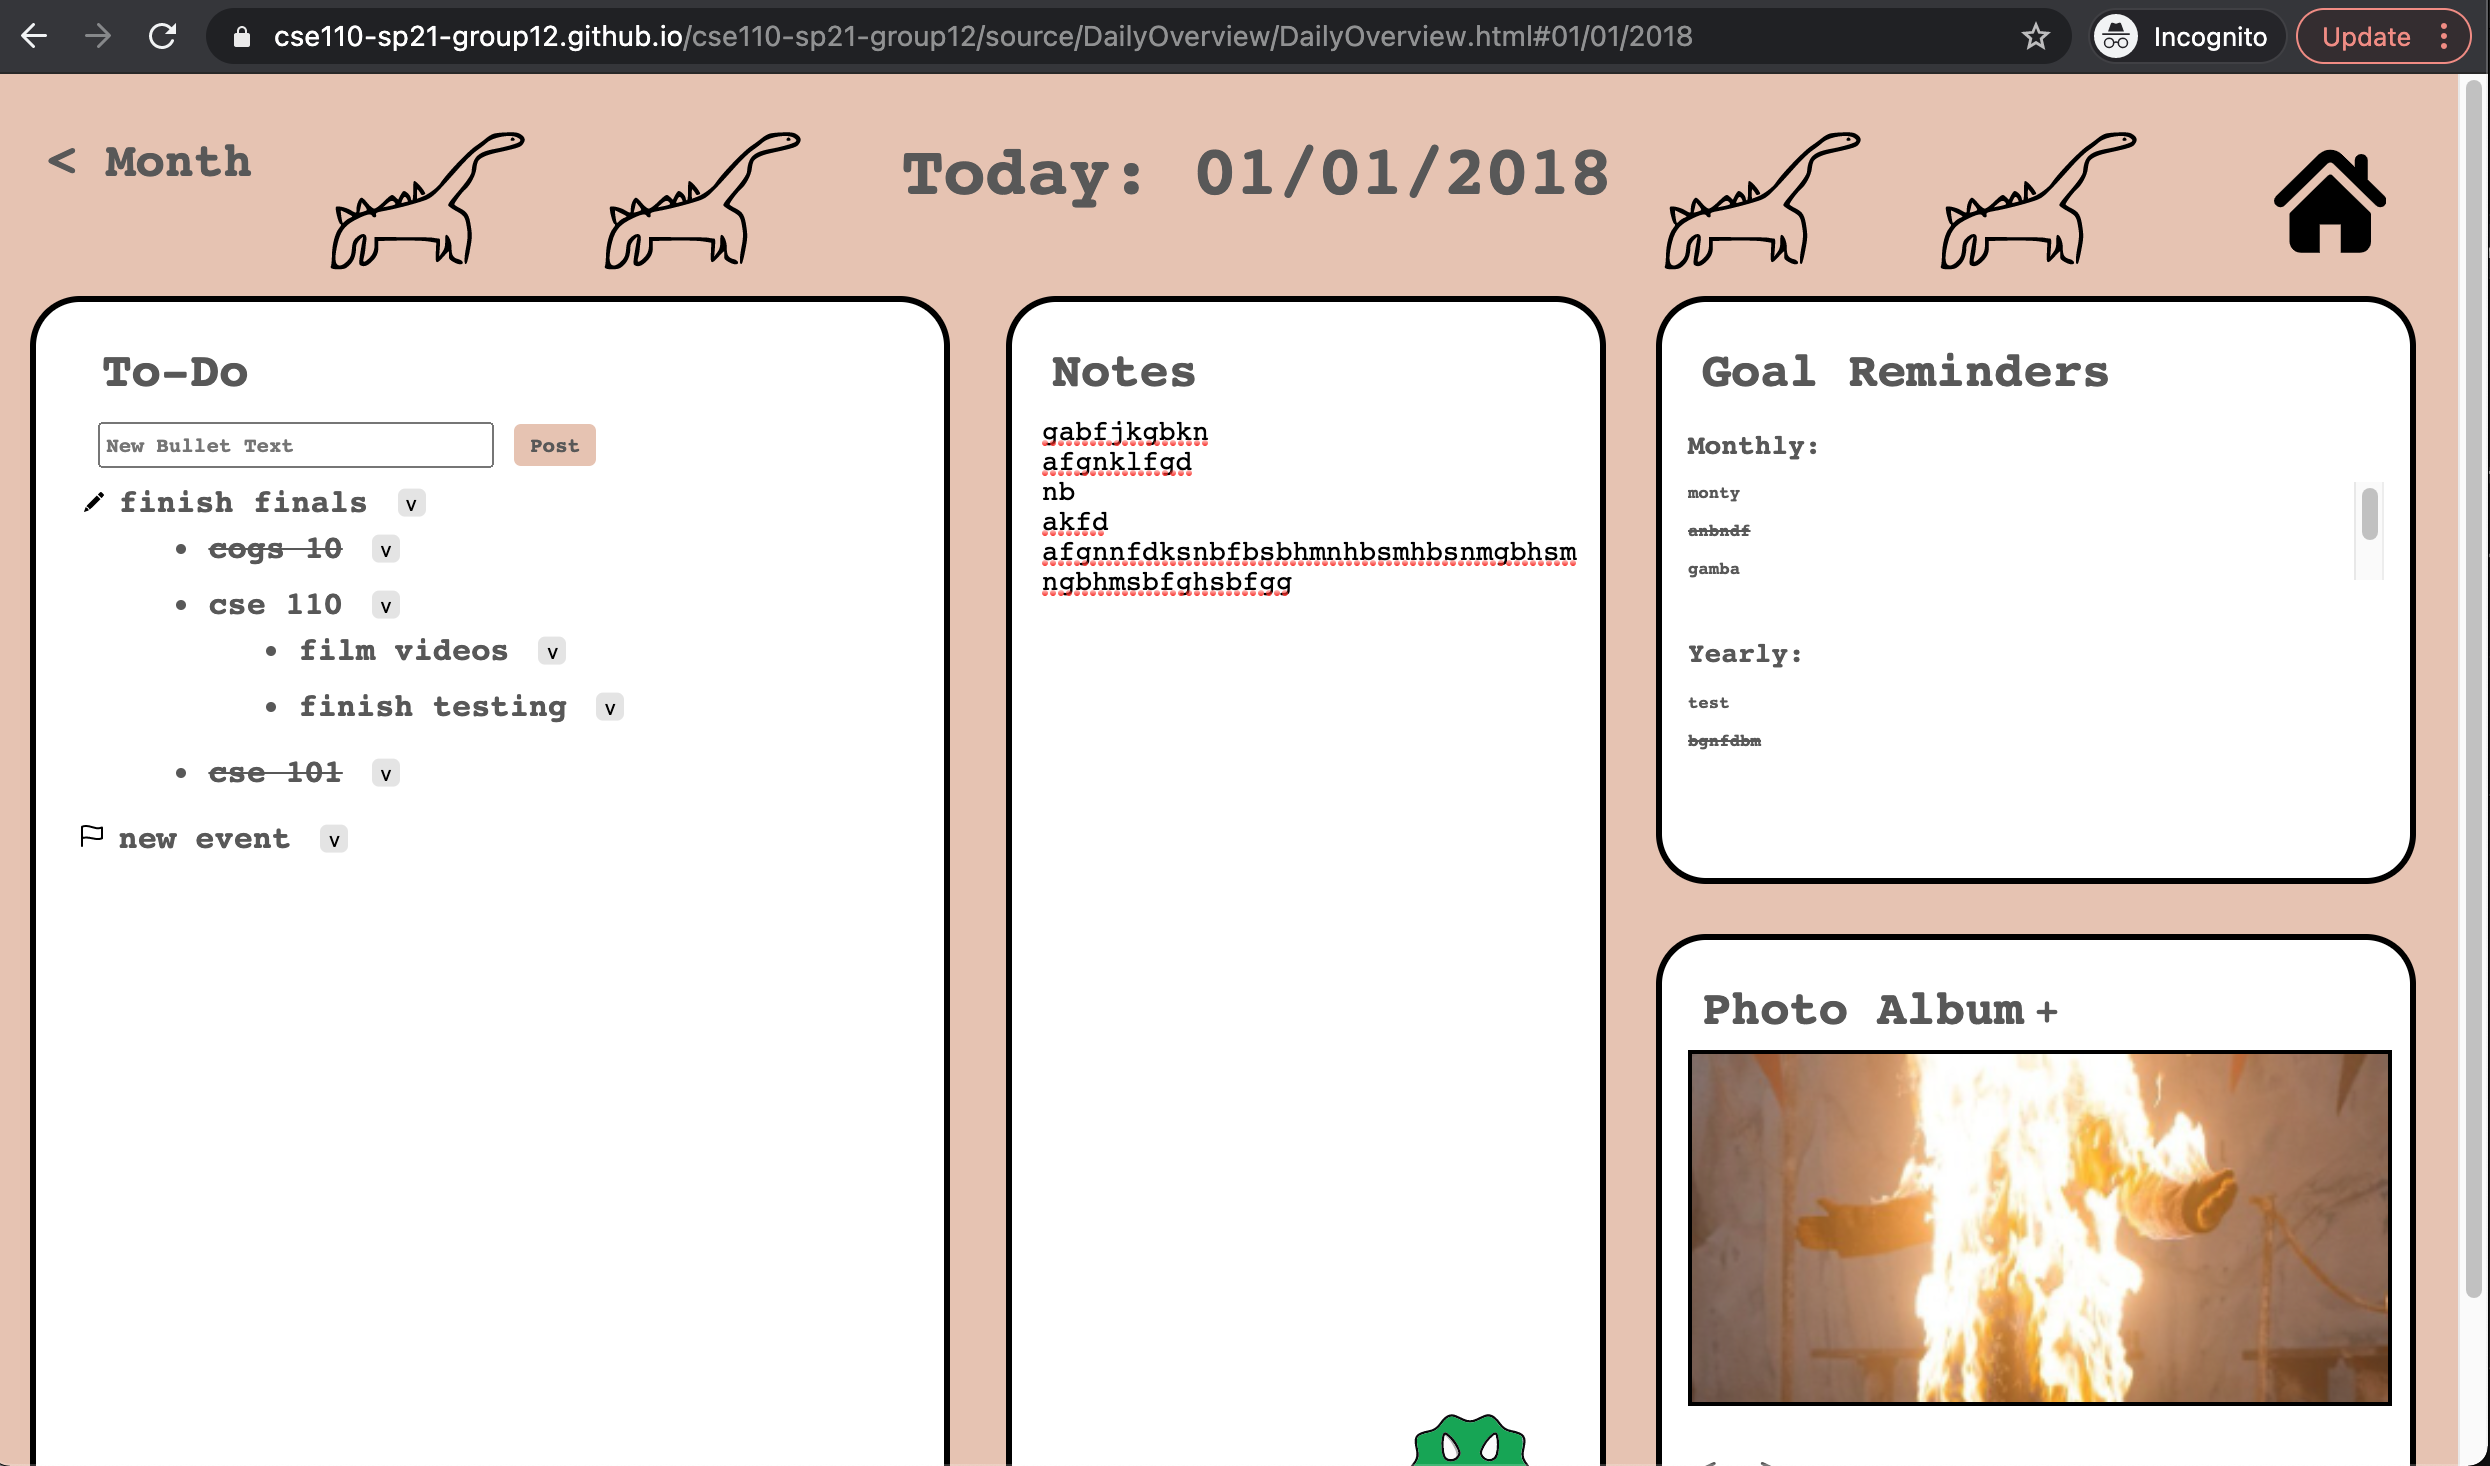 cse110-sp21-group12.github.io/cse110-sp21-group12/source/DailyOverview/DailyOverview.html#01/01/2018
Incognito
Update
< Month
Today: 01/01/2018
To-Do
New Bullet Text
Post
finish finals v
cogs 10 v
cse 110 v
film videos v
finish testing v
cse 101 v
new event v
Notes
gabfjkgbkn
afgnklfgd
nb
akfd
afgnnfdksnbfbsbhmnhbsmhbsnmgbhsm
ngbhmsbfghsbfgg
Goal Reminders
Monthly:
monty
anbndf
gamba
Yearly:
test
bgnfdbm
Photo Album +